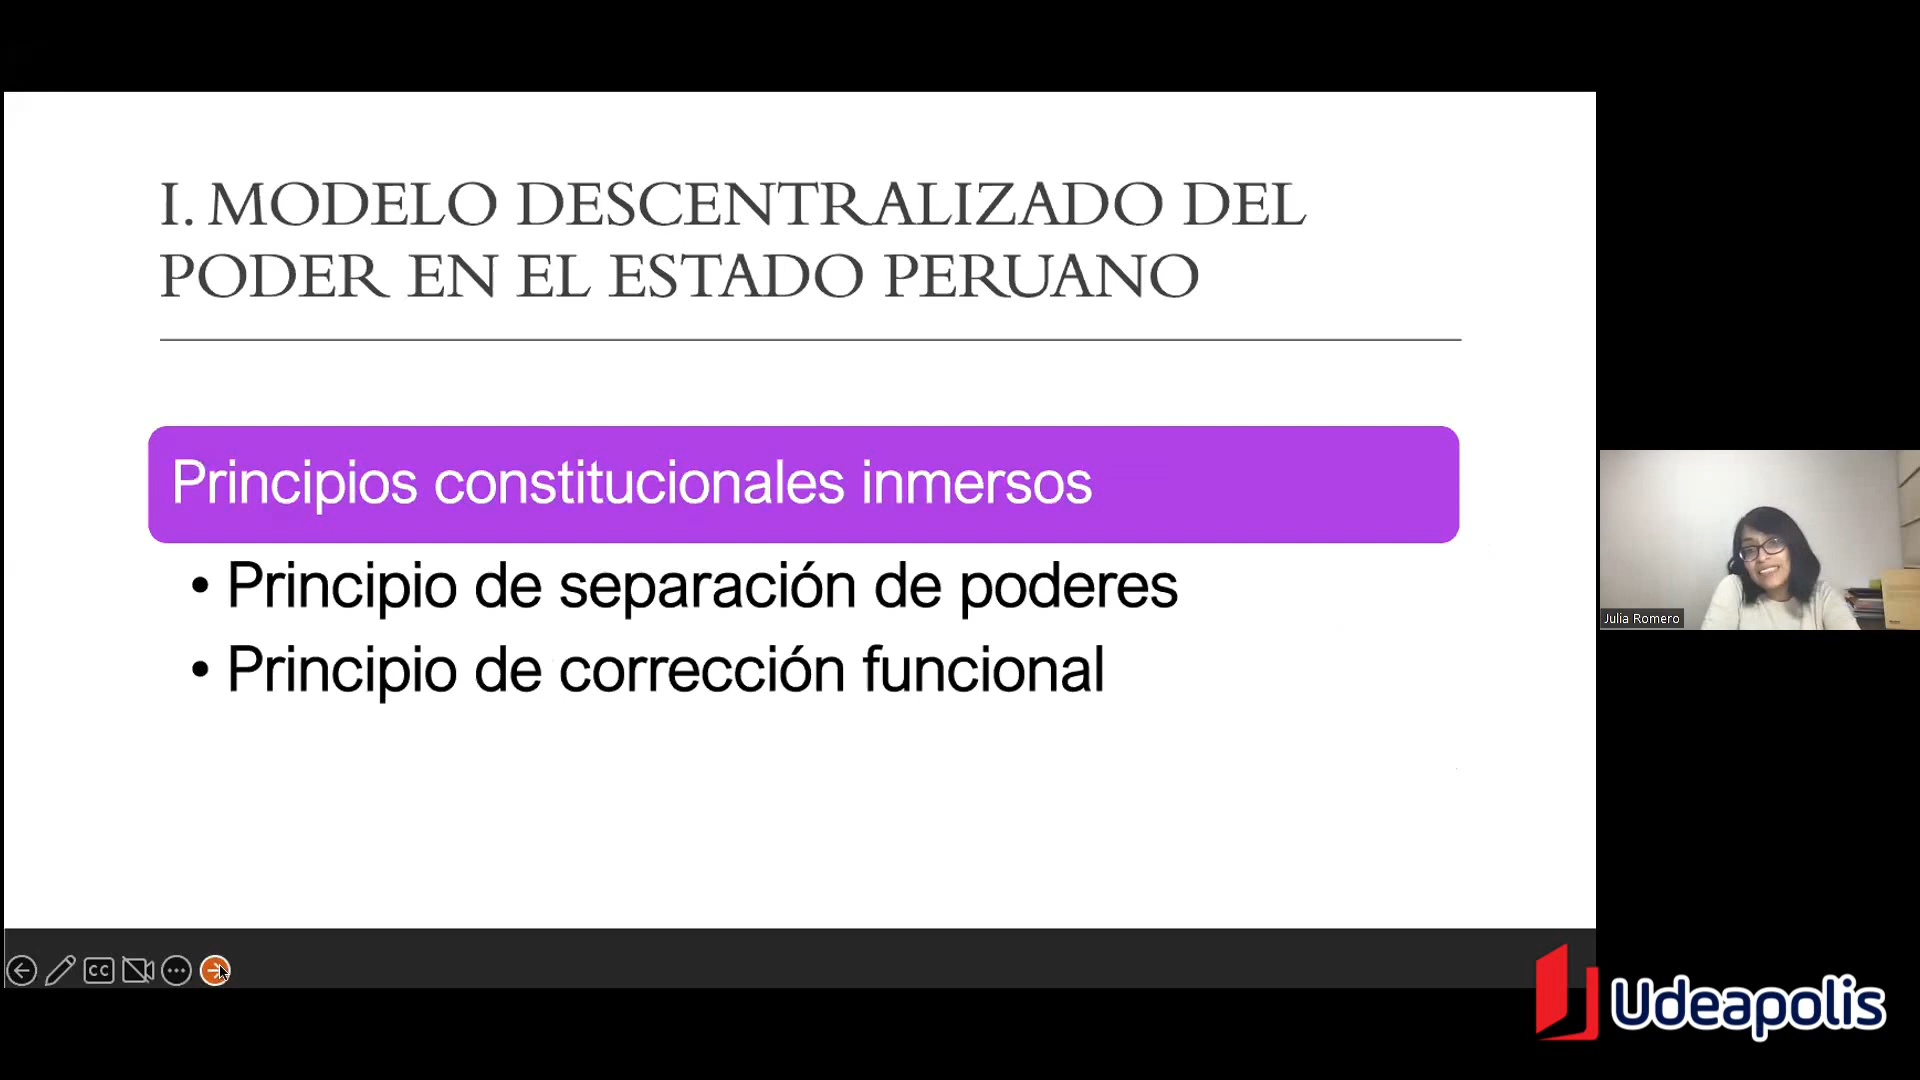 I. MODELO DESCENTRALIZADO DEL
PODER EN EL ESTADO PERUANO
Principios constitucionales inmersos
• Principio de separación de poderes
• Principio de corrección funcional
Julia Romero
CC
Udeapolis